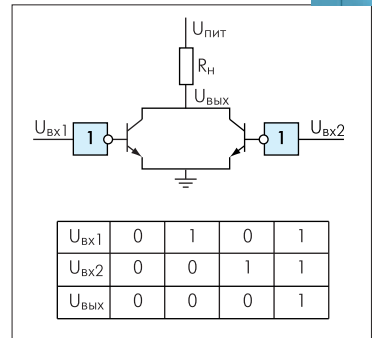 Uпит
Rн
Uвых
Uвх1 1 1 Uвх2
Uвх1 0 1 0 1
Uвх2 0 0 1 1
Uвых 0 0 0 1